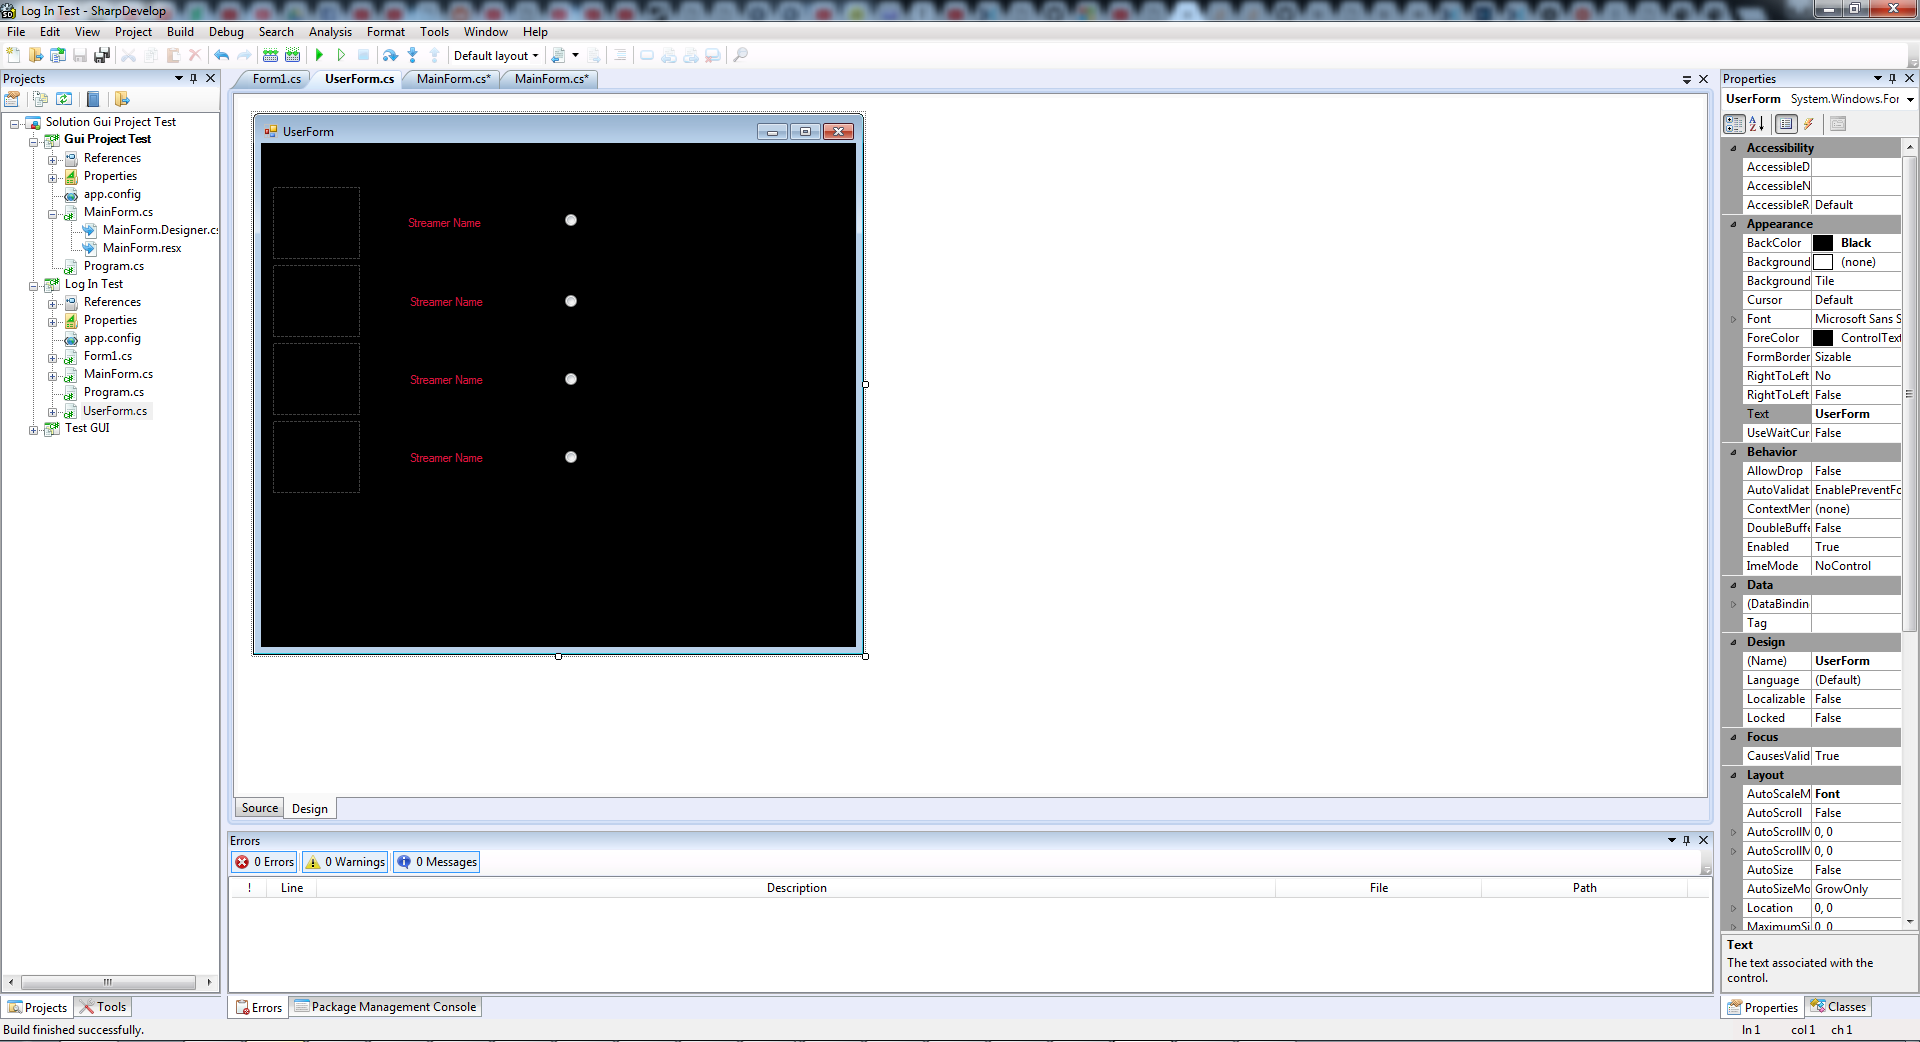 Log In Test - SharpDevelop
File Edit View Project Build Debug Search Analysis Format Tools Window Help
Default layout
Projects
Solution Gui Project Test
Gui Project Test
References
Properties
app.config
MainForm.cs
MainForm.Designer.cs
MainForm.resx
Program.cs
Log In Test
References
Properties
app.config
Form1.cs
MainForm.cs
Program.cs
UserForm.cs
Test GUI
Projects Tools
Form1.cs UserForm.cs MainForm.cs* MainForm.cs*
UserForm
Streamer Name
Streamer Name
Streamer Name
Streamer Name
Source Design
Errors
0 Errors 0 Warnings 0 Messages
! Line Description File Path
Errors Package Management Console
Properties
UserForm System.Windows.For
Accessibility
AccessibleD
AccessibleN
AccessibleR Default
Appearance
BackColor Black
Background (none)
Background Tile
Cursor Default
Font Microsoft Sans S
ForeColor ControlText
FormBorder Sizable
RightToLeft No
RightToLeft False
Text UserForm
UseWaitCur False
Behavior
AllowDrop False
AutoValidat EnablePreventFo
ContextMer (none)
DoubleBuffe False
Enabled True
ImeMode NoControl
Data
(DataBindin
Tag
Design
(Name) UserForm
Language (Default)
Localizable False
Locked False
Focus
CausesValid True
Layout
AutoScaleM Font
AutoScroll False
AutoScrollM 0, 0
AutoScrollM 0, 0
AutoSize False
AutoSizeMo GrowOnly
Location 0, 0
MaximumSi 0, 0
Text
The text associated with the
control.
Properties Classes
Build finished successfully.
ln 1 col 1 ch 1